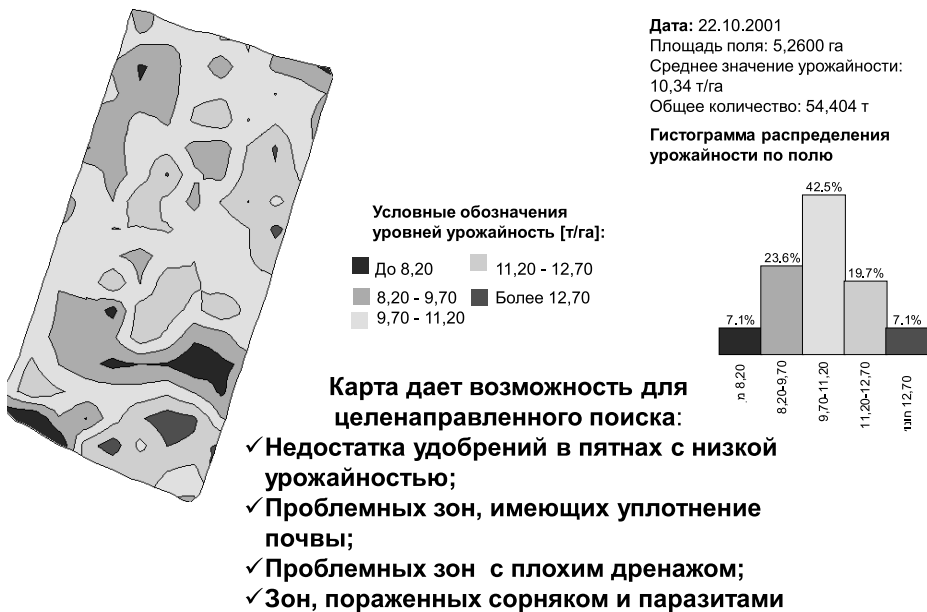 Дата: 22.10.2001
Площадь поля: 5,2600 га
Среднее значение урожайности:
10,34 т/га
Общее количество: 54,404 т
Гистограмма распределения
урожайности по полю
42.5%
23,6%
19.7%
7.1%
7.1%
8,20
8,20-9,70
9,70-11,20
11,20-12,70
12,70
Условные обозначения
уровней урожайность [т/га]:
До 8,20
11,20 - 12,70
8,20 - 9,70
Более 12,70
9,70 - 11,20
Карта дает возможность для
целенаправленного поиска:
✓Недостатка удобрений в пятнах с низкой
урожайностью;
✓Проблемных зон, имеющих уплотнение
почвы;
✓Проблемных зон с плохим дренажом;
✓Зон, пораженных сорняком и паразитами